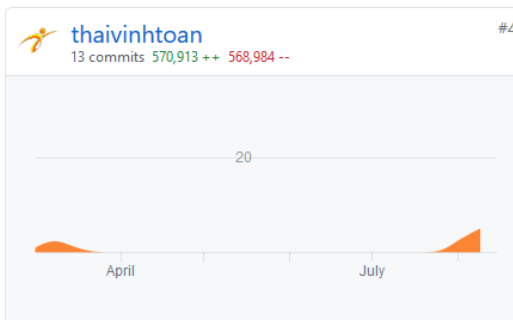 thaivinhtoan
#4
13 commits 570,913 ++ 568,984 --
20
April July